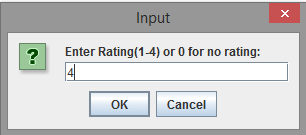 Input
x
?
Enter Rating(1-4) or 0 for no rating:
4
OK Cancel